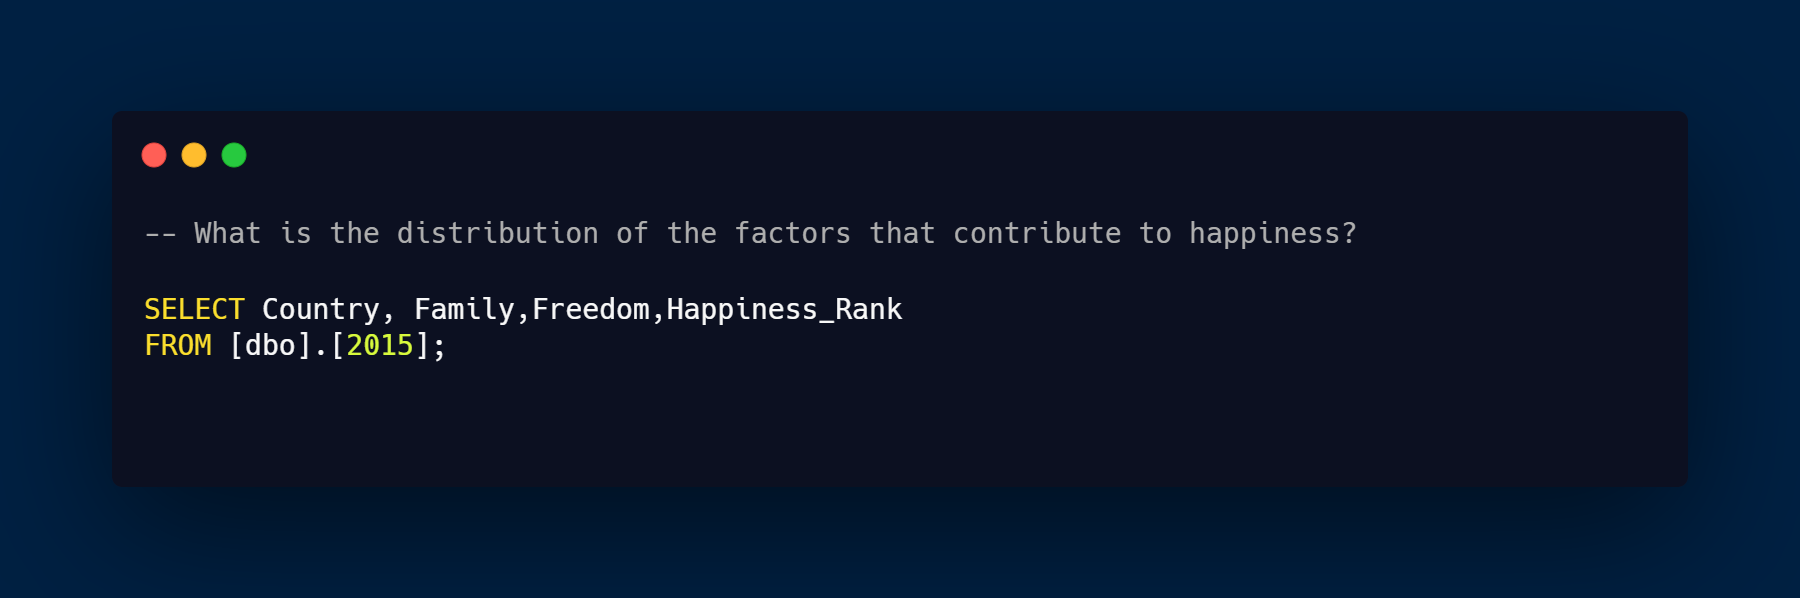 -- What is the distribution of the factors that contribute to happiness?
SELECT Country, Family,Freedom,Happiness_Rank
FROM [dbo].[2015];